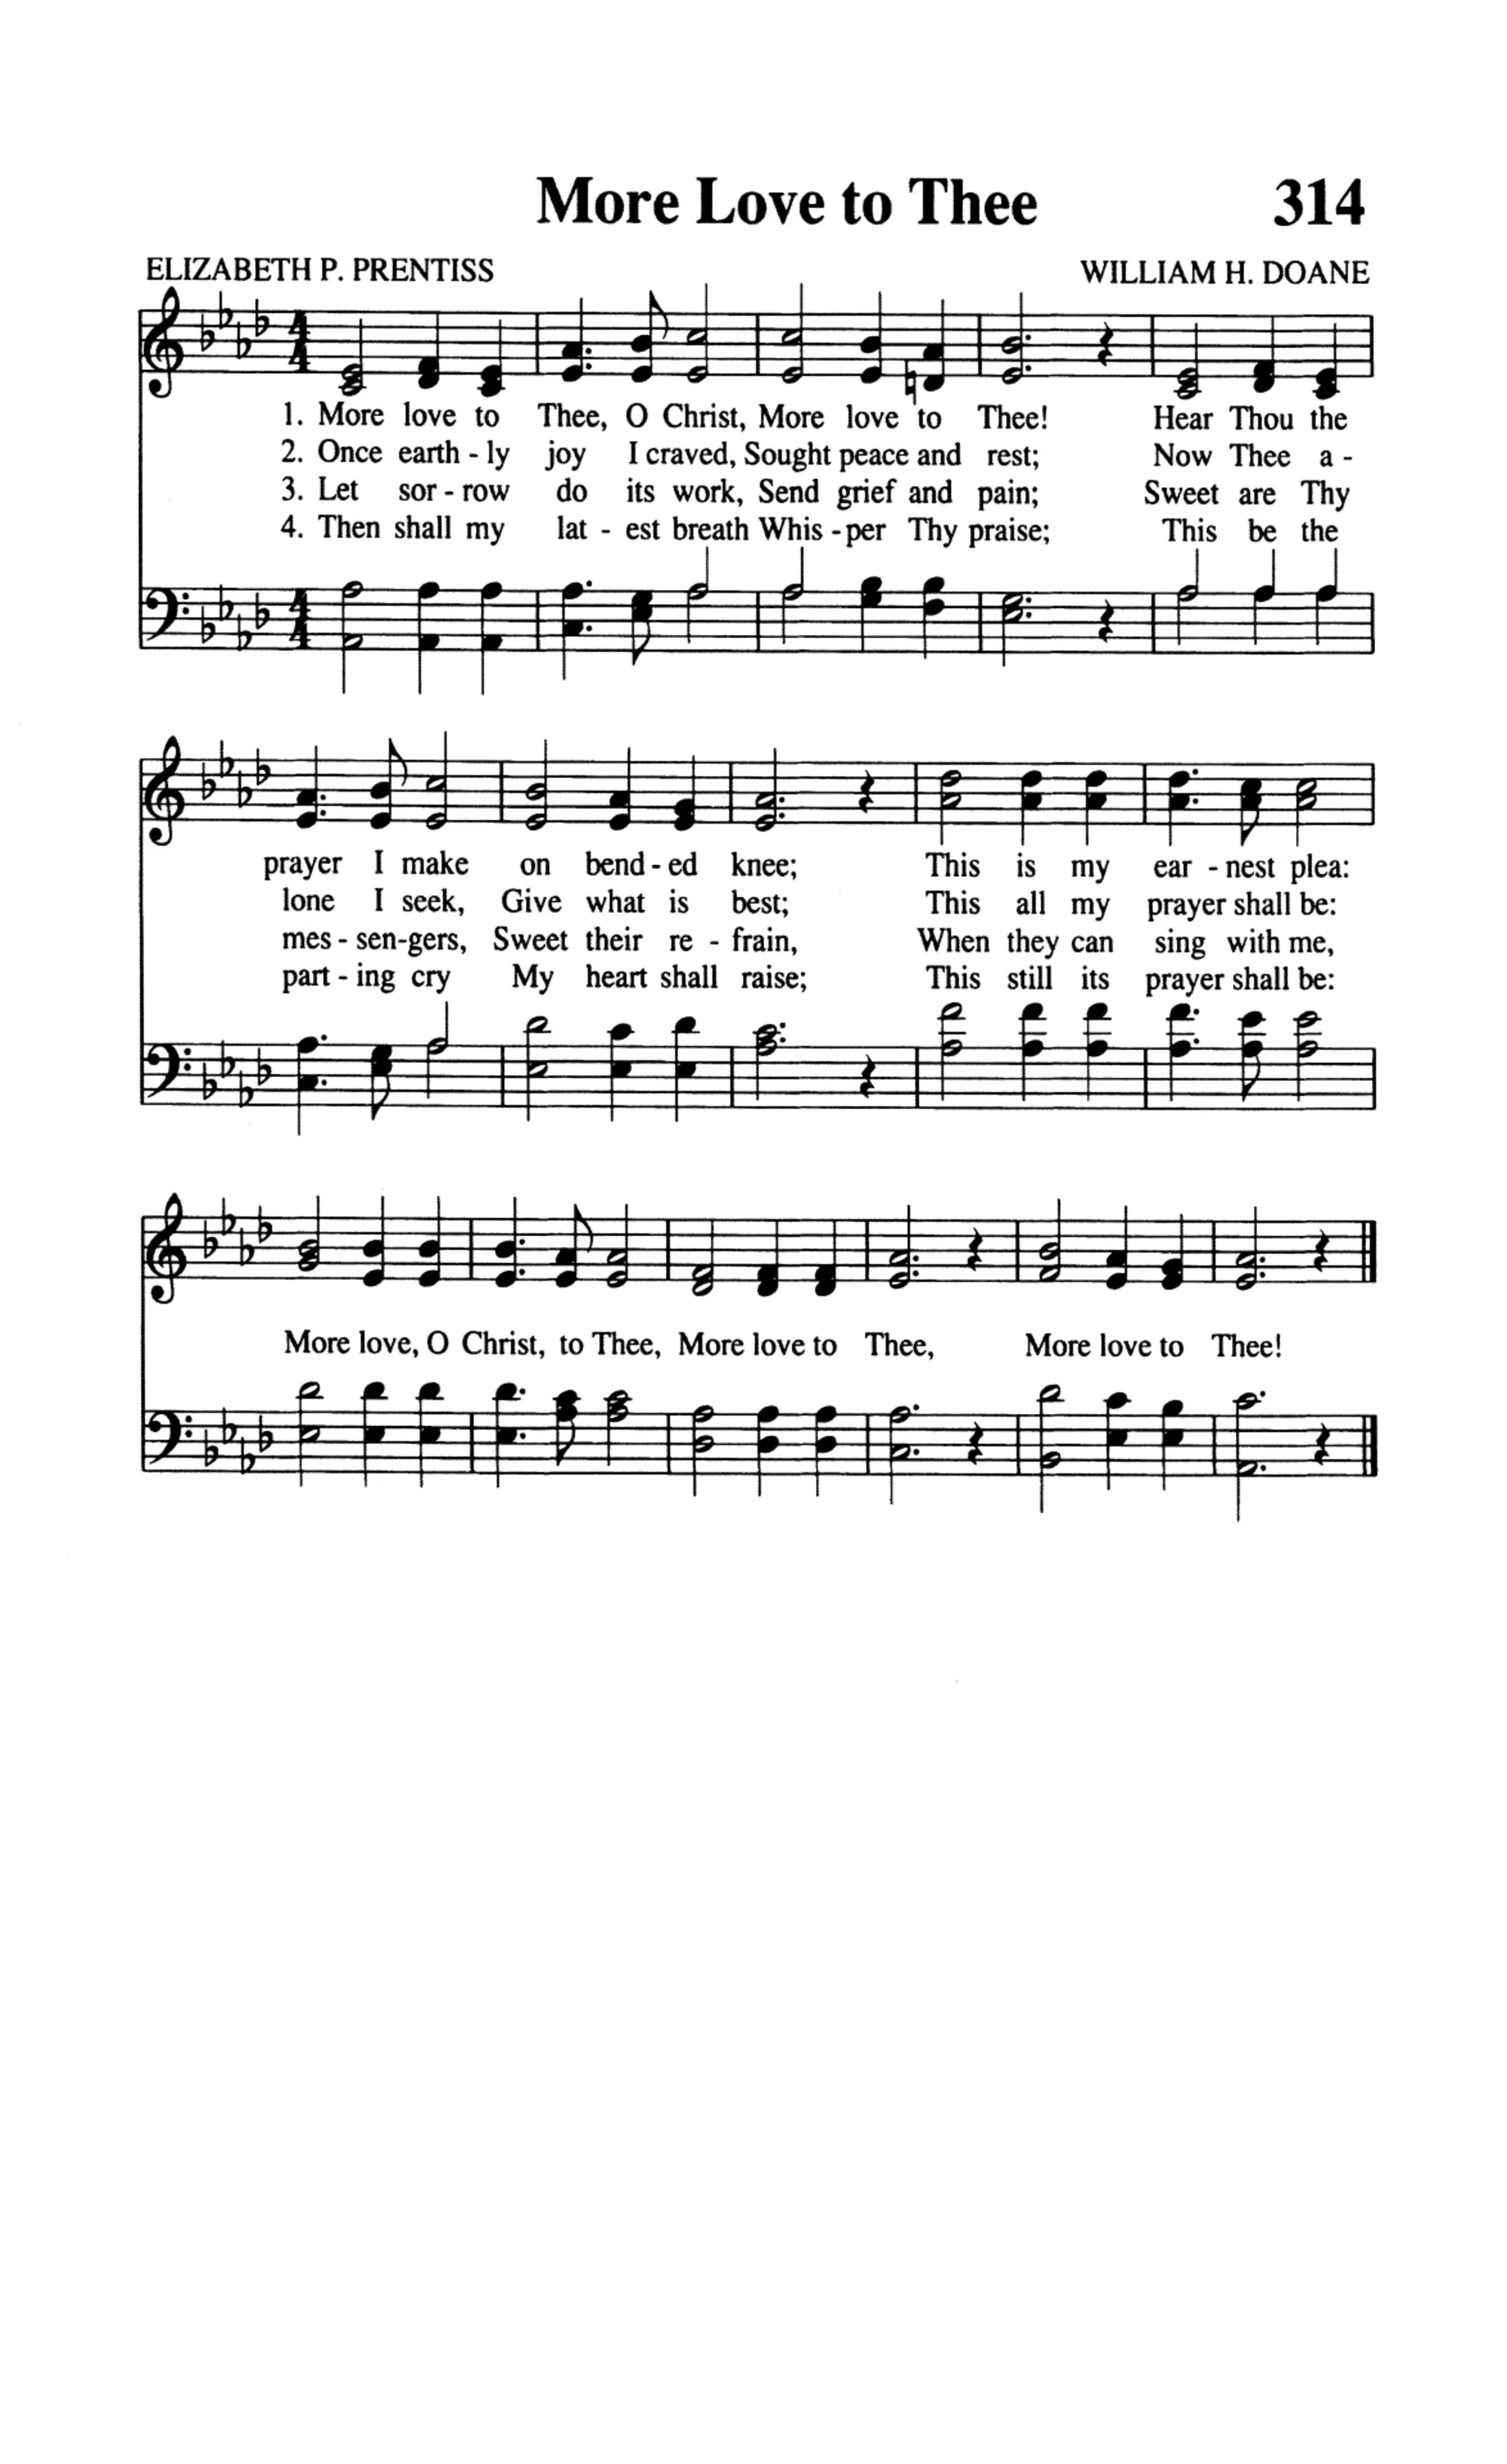 More Love to Thee 314
ELIZABETH P. PRENTISS WILLIAM H. DOANE
1. More love to Thee, O Christ, More love to Thee! Hear Thou the
2. Once earth - ly joy I craved, Sought peace and rest; Now Thee a -
3. Let sor - row do its work, Send grief and pain; Sweet are Thy
4. Then shall my lat - est breath Whis - per Thy praise; This be the
prayer I make on bend - ed knee; This is my ear - nest plea:
lone I seek, Give what is best; This all my prayer shall be:
mes - sen - gers, Sweet their re - frain, When they can sing with me,
part - ing cry My heart shall raise; This still its prayer shall be:
More love, O Christ, to Thee, More love to Thee, More love to Thee!